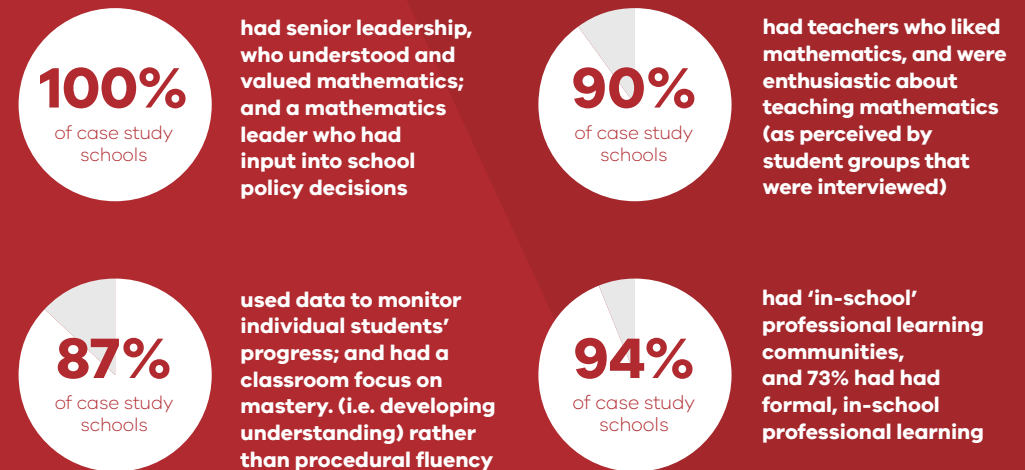 100%
of case study
schools
had senior leadership,
who understood and
valued mathematics;
and a mathematics
leader who had
input into school
policy decisions
90%
of case study
schools
had teachers who liked
mathematics, and were
enthusiastic about
teaching mathematics
(as perceived by
student groups that
were interviewed)
87%
of case study
schools
used data to monitor
individual students’
progress; and had a
classroom focus on
mastery. (i.e. developing
understanding) rather
than procedural fluency
94%
of case study
schools
had ‘in-school’
professional learning
communities,
and 73% had had
formal, in-school
professional learning